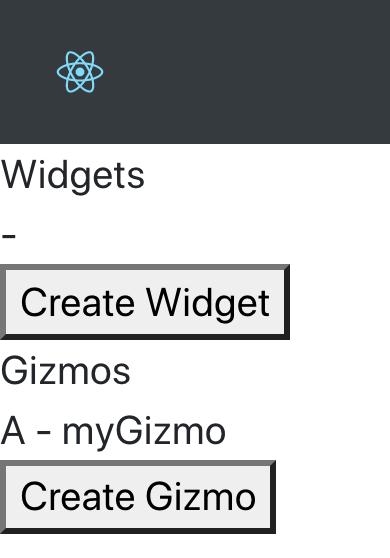 Widgets
-
Create Widget
Gizmos
A - myGizmo
Create Gizmo